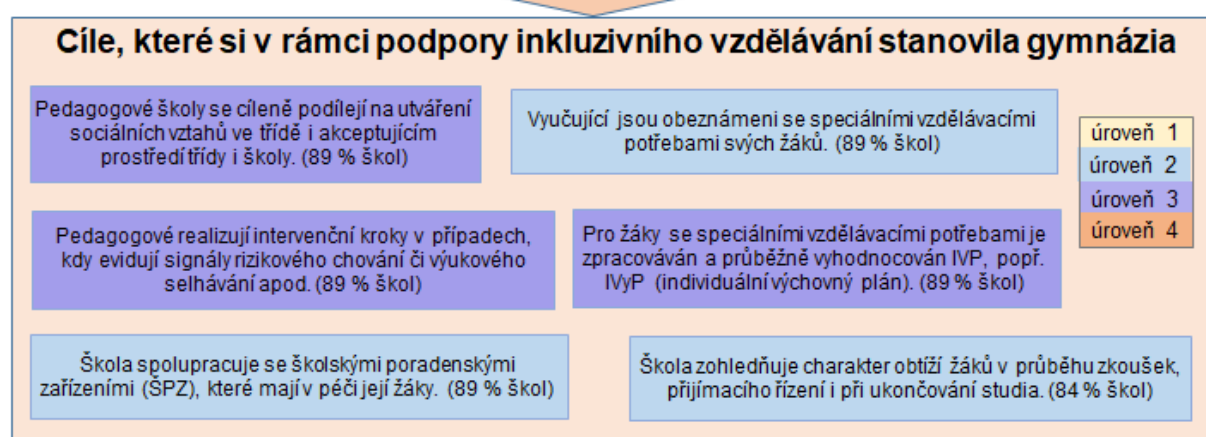 Cíle, které si v rámci podpory inkluzivního vzdělávání stanovila gymnázia
Pedagogové školy se cíleně podílejí na utváření
sociálních vztahů ve třídě i akceptujícím
prostředí třídy i školy. (89 % škol)
Vyučující jsou obeznámeni se speciálními vzdělávacími
potřebami svých žáků. (89 % škol)
úroveň 1
úroveň 2
úroveň 3
úroveň 4
Pedagogové realizují intervenční kroky v případech,
kdy evidují signály rizikového chování či výukového
selhávání apod. (89 % škol)
Pro žáky se speciálními vzdělávacími potřebami je
zpracováván a průběžně vyhodnocován IVP, popř.
IVyP (individuální výchovný plán). (89 % škol)
Škola spolupracuje se školskými poradenskými
zařízeními (ŠPZ), které mají v péči její žáky. (89 % škol)
Škola zohledňuje charakter obtíží žáků v průběhu zkoušek,
přijímacího řízení i při ukončování studia. (84 % škol)